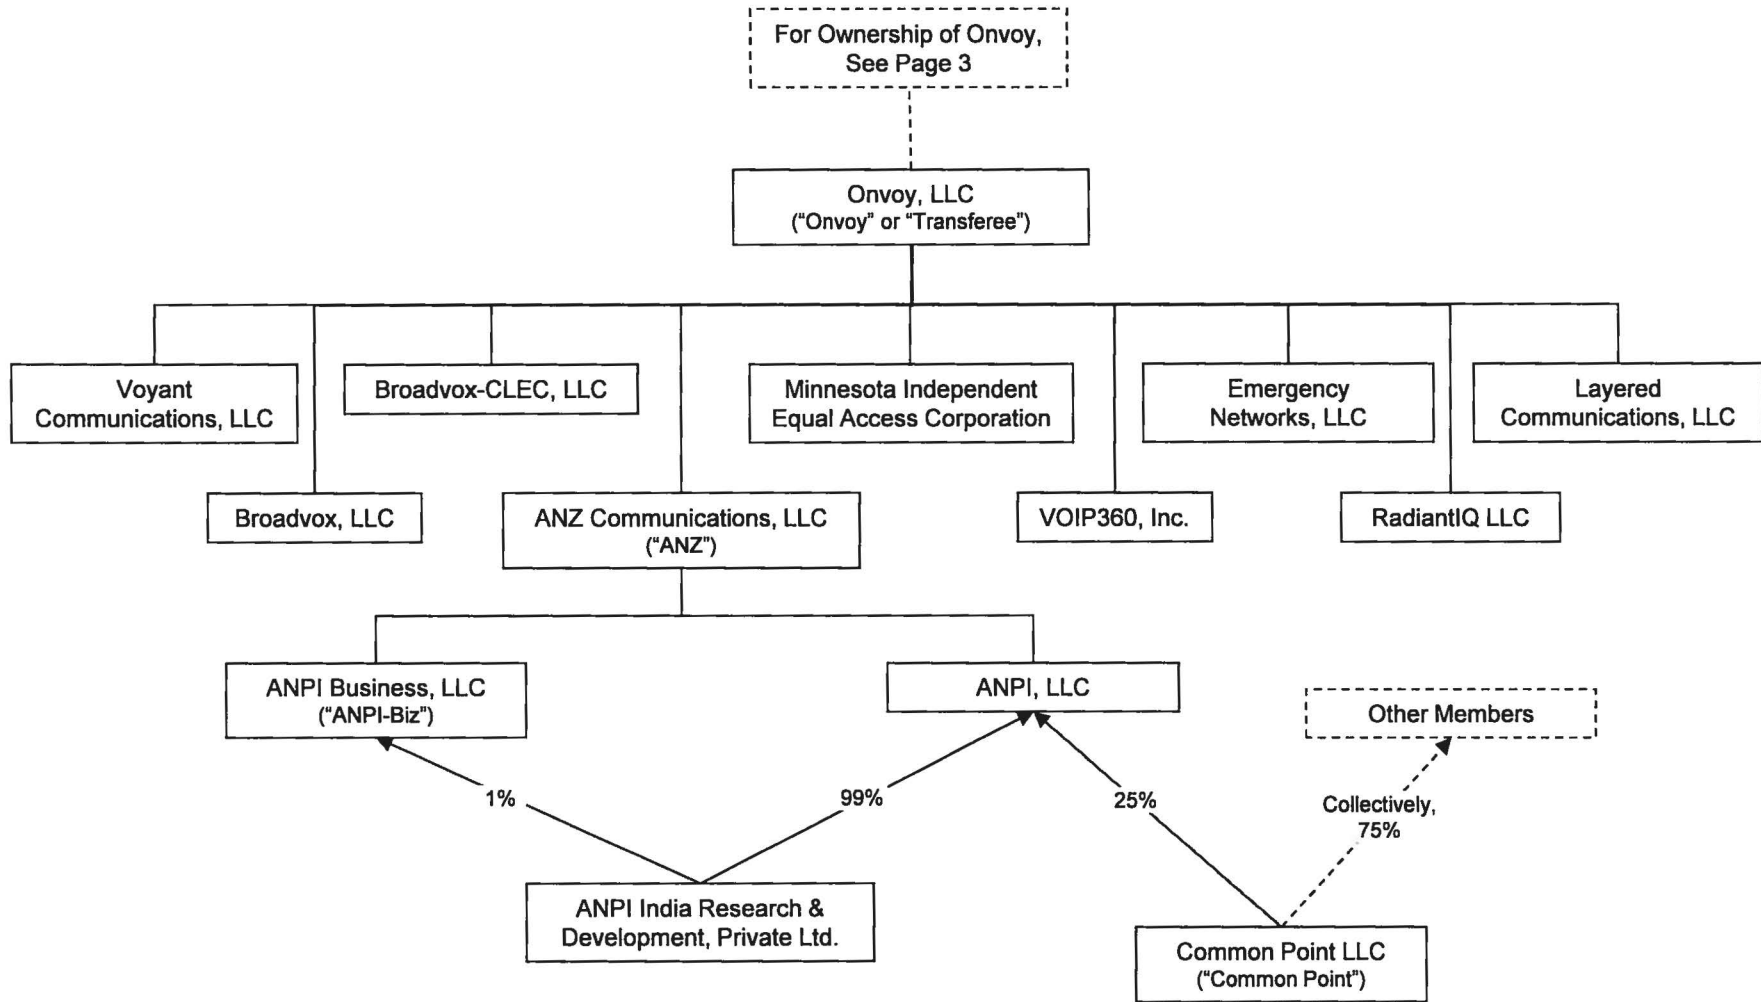 For Ownership of Onvoy,
See Page 3
Onvoy, LLC
(“Onvoy” or “Transferee”)
Voyant
Communications, LLC
Broadvox-CLEC, LLC
Minnesota Independent
Equal Access Corporation
Emergency
Networks, LLC
Layered
Communications, LLC
Broadvox, LLC
ANZ Communications, LLC
(“ANZ”)
VOIP360, Inc.
RadiantIQ LLC
ANPI Business, LLC
(“ANPI-Biz”)
ANPI, LLC
Other Members
1%
99%
25%
Collectively,
75%
ANPI India Research &
Development, Private Ltd.
Common Point LLC
(“Common Point”)